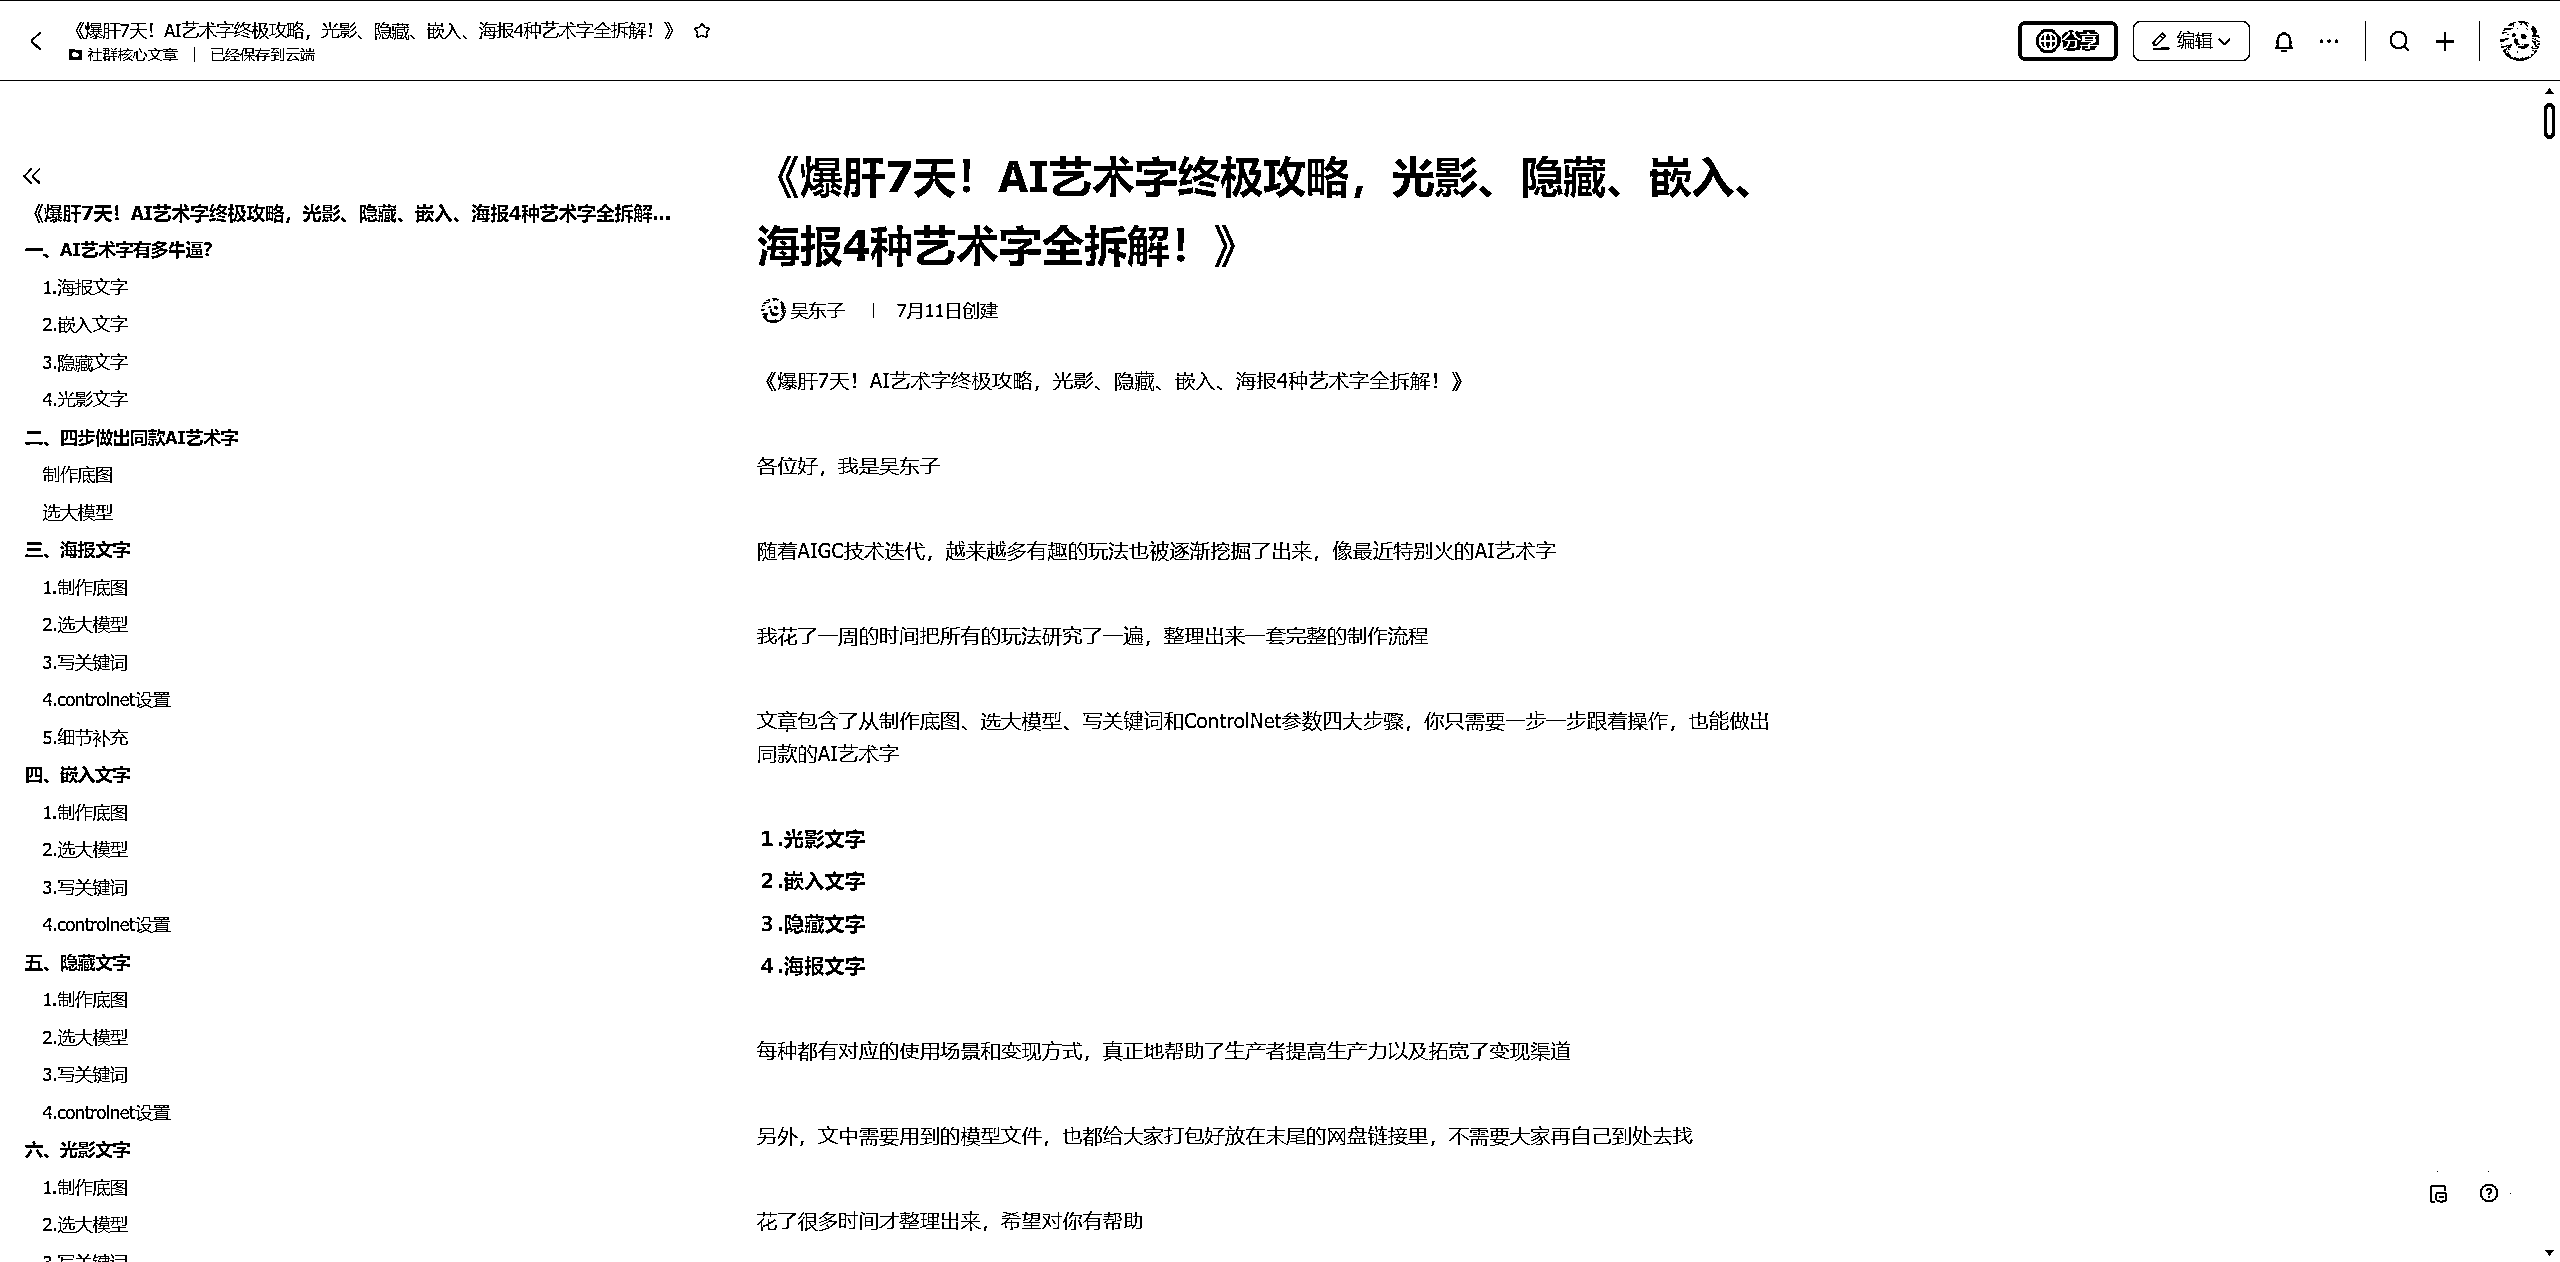 《爆肝7天！AI艺术字终极攻略，光影、隐藏、嵌入、海报4种艺术字全拆解！》
社群核心文章 | 已经保存到云端
分享
编辑
《爆肝7天！AI艺术字终极攻略，光影、隐藏、嵌入、海报4种艺术字全拆解...
一、AI艺术字有多牛逼？
1.海报文字
2.嵌入文字
3.隐藏文字
4.光影文字
二、四步做出同款AI艺术字
制作底图
选大模型
三、海报文字
1.制作底图
2.选大模型
3.写关键词
4.controlnet设置
5.细节补充
四、嵌入文字
1.制作底图
2.选大模型
3.写关键词
4.controlnet设置
五、隐藏文字
1.制作底图
2.选大模型
3.写关键词
4.controlnet设置
六、光影文字
1.制作底图
2.选大模型
3.写关键词
《爆肝7天！AI艺术字终极攻略，光影、隐藏、嵌入、
海报4种艺术字全拆解！》
吴东子 | 7月11日创建
《爆肝7天！AI艺术字终极攻略，光影、隐藏、嵌入、海报4种艺术字全拆解！》
各位好，我是吴东子
随着AIGC技术迭代，越来越多有趣的玩法也被逐渐挖掘了出来，像最近特别火的AI艺术字
我花了一周的时间把所有的玩法研究了一遍，整理出来一套完整的制作流程
文章包含了从制作底图、选大模型、写关键词和ControlNet参数四大步骤，你只需要一步一步跟着操作，也能做出
同款的AI艺术字
1.光影文字
2.嵌入文字
3.隐藏文字
4.海报文字
每种都有对应的使用场景和变现方式，真正地帮助了生产者提高生产力以及拓宽了变现渠道
另外，文中需要用到的模型文件，也都给大家打包好放在末尾的网盘链接里，不需要大家再自己到处去找
花了很多时间才整理出来，希望对你有帮助